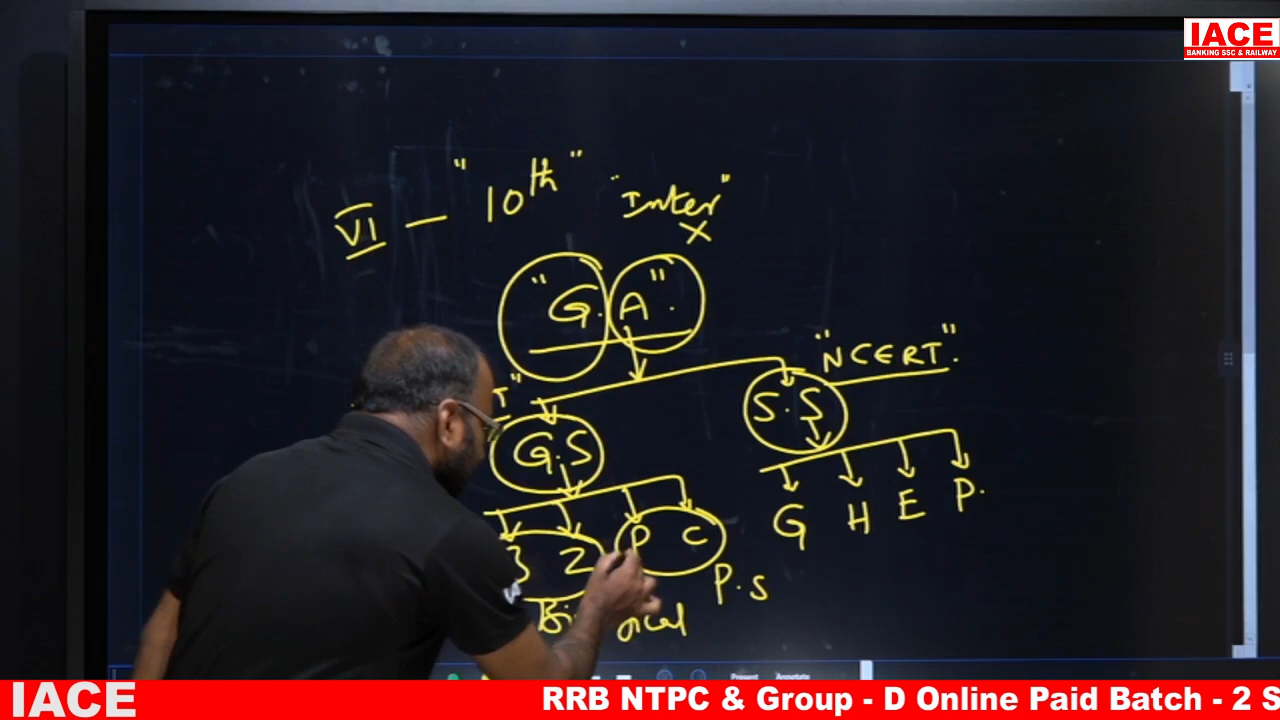 IACE
BANKING SSC & RAILWAY
VI - "10th" "Inter" X
"G.A".
"NCERT".
T"
G.S
S.S
G H E P.
Z P C
P.S
IACE
RRB NTPC & Group - D Online Paid Batch - 2 S